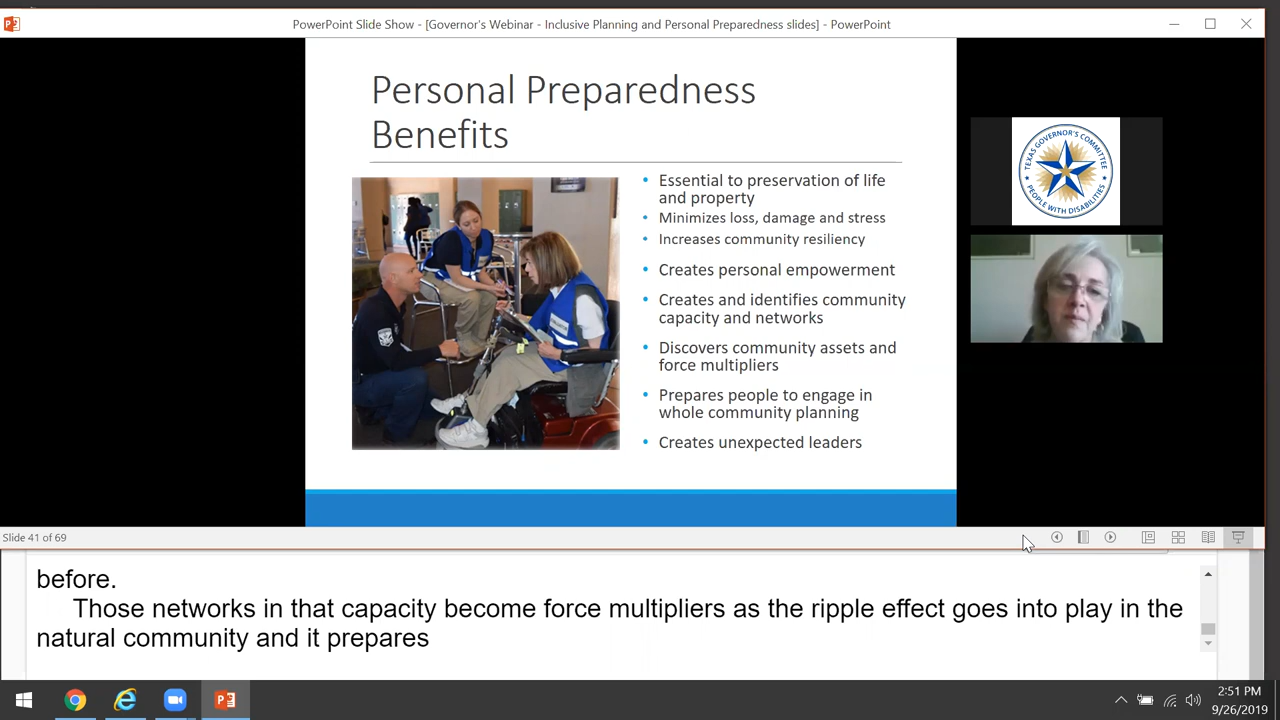 PowerPoint Slide Show - [Governor's Webinar - Inclusive Planning and Personal Preparedness slides] - PowerPoint
Personal Preparedness
Benefits
• Essential to preservation of life
and property
• Minimizes loss, damage and stress
• Increases community resiliency
• Creates personal empowerment
• Creates and identifies community
capacity and networks
• Discovers community assets and
force multipliers
• Prepares people to engage in
whole community planning
• Creates unexpected leaders
TEXAS GOVERNOR'S COMMITTEE
PEOPLE WITH DISABILITIES
Slide 41 of 69
before.
Those networks in that capacity become force multipliers as the ripple effect goes into play in the
natural community and it prepares
2:51 PM
9/26/2019